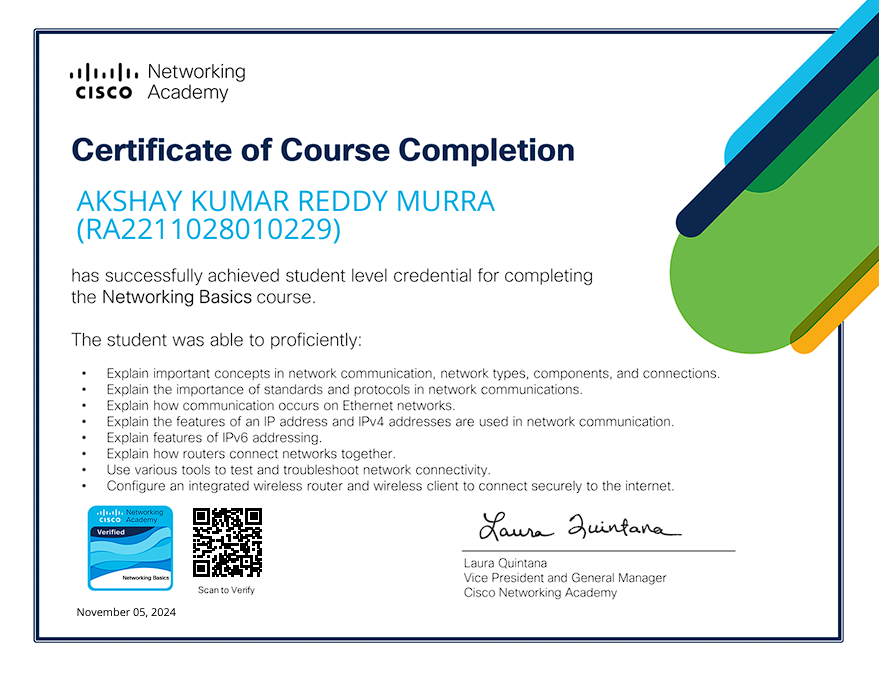 CISCO Networking Academy
Certificate of Course Completion
AKSHAY KUMAR REDDY MURRA
(RA2211028010229)
has successfully achieved student level credential for completing
the Networking Basics course.
The student was able to proficiently:
• Explain important concepts in network communication, network types, components, and connections.
• Explain the importance of standards and protocols in network communications.
• Explain how communication occurs on Ethernet networks.
• Explain the features of an IP address and IPv4 addresses are used in network communication.
• Explain features of IPv6 addressing.
• Explain how routers connect networks together.
• Use various tools to test and troubleshoot network connectivity.
• Configure an integrated wireless router and wireless client to connect securely to the internet.
CISCO Networking Academy
Verified
Networking Basics
Scan to Verify
November 05, 2024
Laura Quintana
Laura Quintana
Vice President and General Manager
Cisco Networking Academy